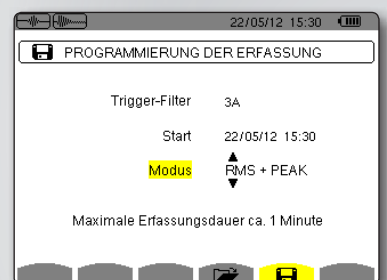 22/05/12 15:30
PROGRAMMIERUNG DER ERFASSUNG
Trigger-Filter 3A
Start 22/05/12 15:30
Modus RMS + PEAK
Maximale Erfassungsdauer ca. 1 Minute